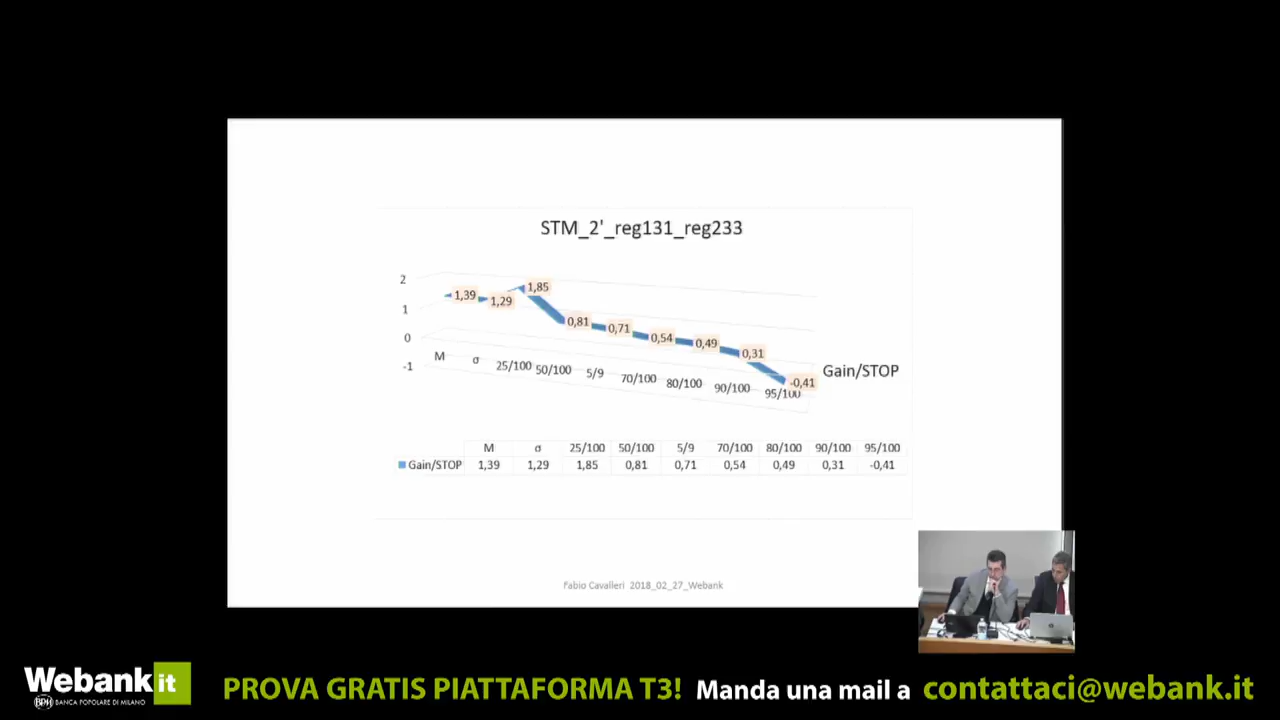 STM_2'_reg131_reg233
2
1
0
-1
1,39
1,29
1,85
0,81
0,71
0,54
0,49
0,31
-0,41
M
σ
25/100
50/100
5/9
70/100
80/100
90/100
95/100
Gain/STOP
M σ 25/100 50/100 5/9 70/100 80/100 90/100 95/100
Gain/STOP 1,39 1,29 1,85 0,81 0,71 0,54 0,49 0,31 -0,41
Fabio Cavalleri 2018_02_27_Webank
Webank it
BPM BANCA POPOLARE DI MILANO
PROVA GRATIS PIATTAFORMA T3! Manda una mail a contattaci@webank.it